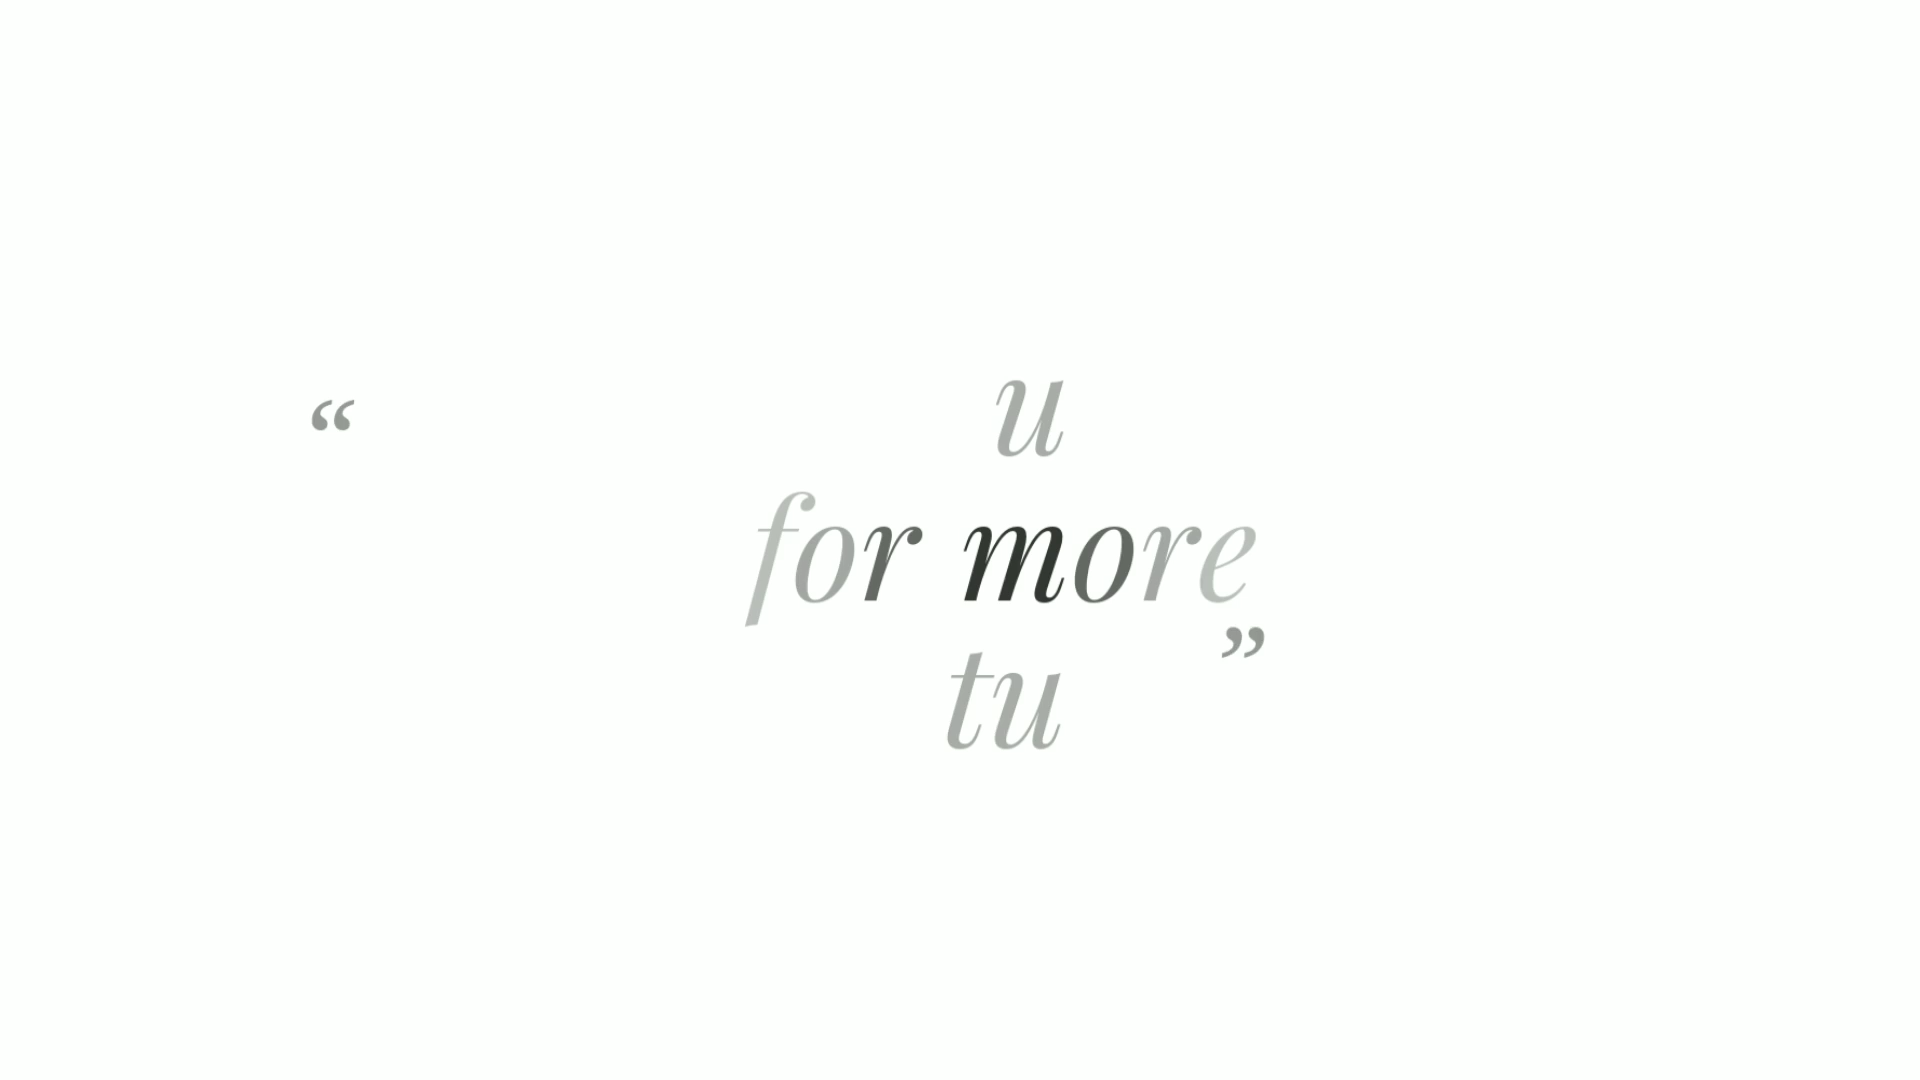 “ u
for more
tu ”